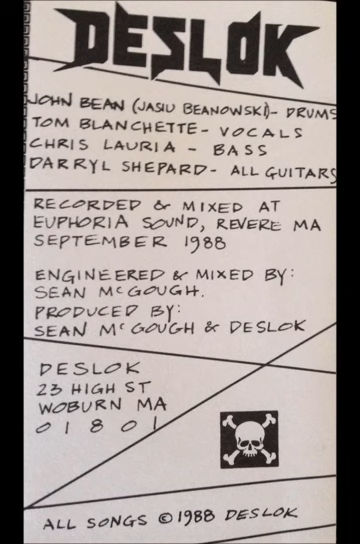 DESLOK
JOHN BEAN (JASIU BEANOWSKI)- DRUMS
TOM BLANCHETTE - VOCALS
CHRIS LAURIA - BASS
DARRYL SHEPARD - ALL GUITARS
RECORDED & MIXED AT
EUPHORIA SOUND, REVERE MA
SEPTEMBER 1988
ENGINEERED & MIXED BY:
SEAN McGOUGH.
PRODUCED BY:
SEAN McGOUGH & DESLOK
DESLOK
23 HIGH ST
WOBURN MA
01801
ALL SONGS © 1988 DESLOK